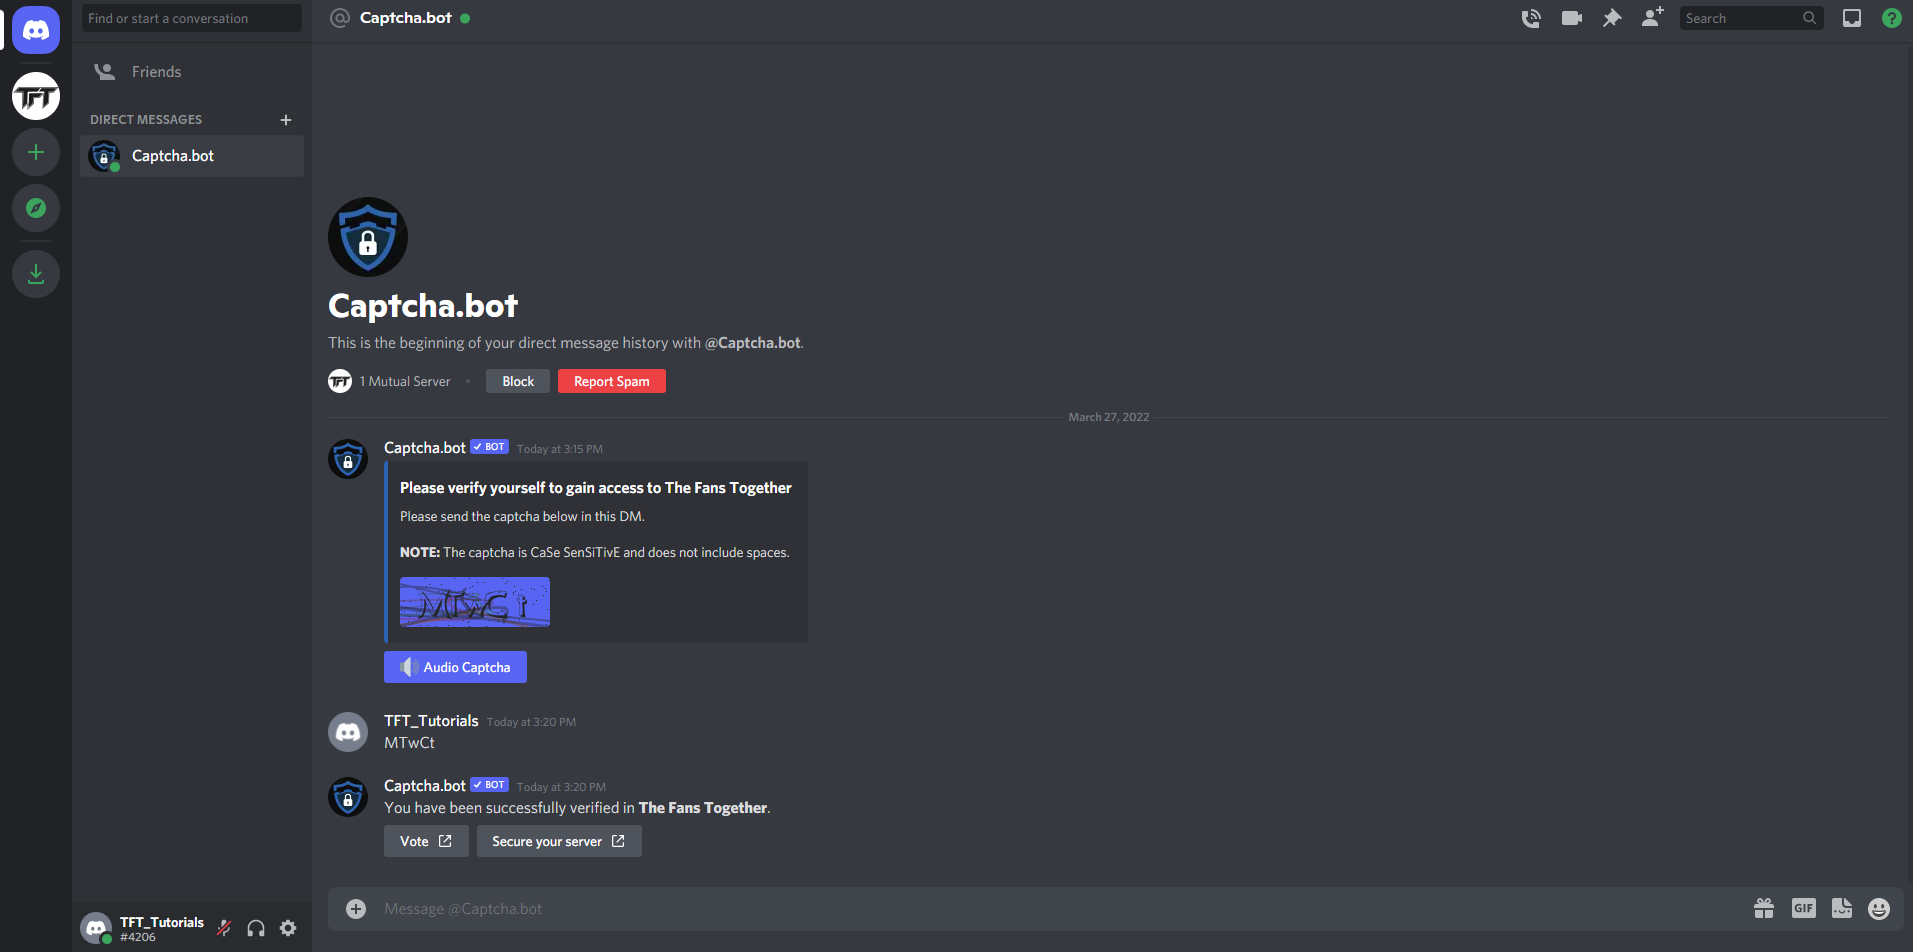 Find or start a conversation
Captcha.bot
Search
?
TFT
Friends
DIRECT MESSAGES
Captcha.bot
Captcha.bot
This is the beginning of your direct message history with @Captcha.bot.
TFT 1 Mutual Server • Block Report Spam
March 27, 2022
Captcha.bot ✓ BOT Today at 3:15 PM
Please verify yourself to gain access to The Fans Together
Please send the captcha below in this DM.
NOTE: The captcha is CaSe SenSiTivE and does not include spaces.
MTwCt
Audio Captcha
TFT_Tutorials Today at 3:20 PM
MTwCt
Captcha.bot ✓ BOT Today at 3:20 PM
You have been successfully verified in The Fans Together.
Vote Secure your server
Message @Captcha.bot
GIF
TFT_Tutorials
#4206